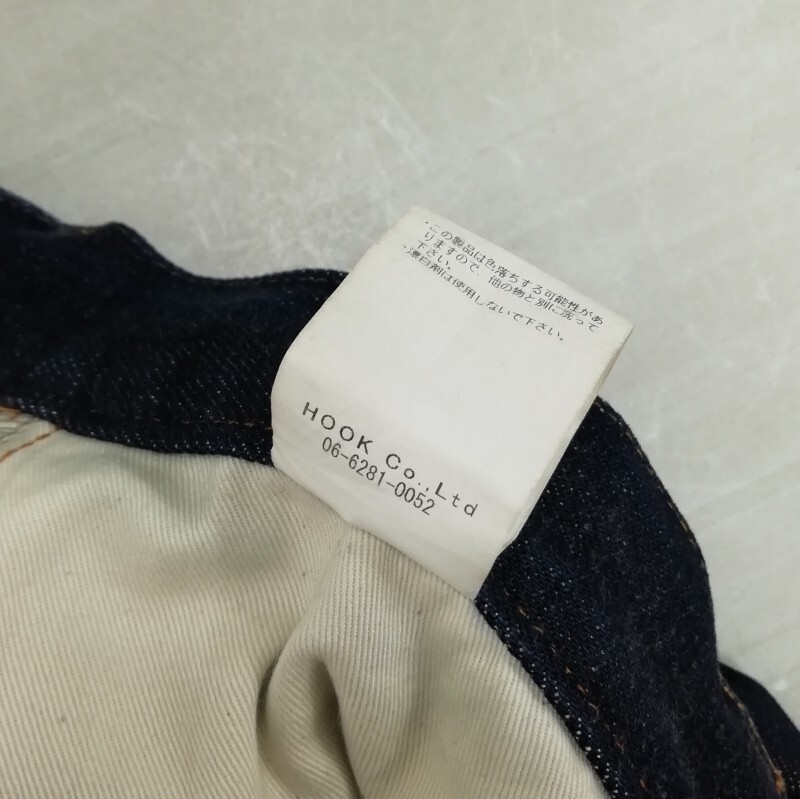 ・この製品は色落ちする可能性があ
りますので、他の物と別に洗って
下さい。
・漂白剤は使用しないで下さい。
HOOK Co.,Ltd
06-6281-0052